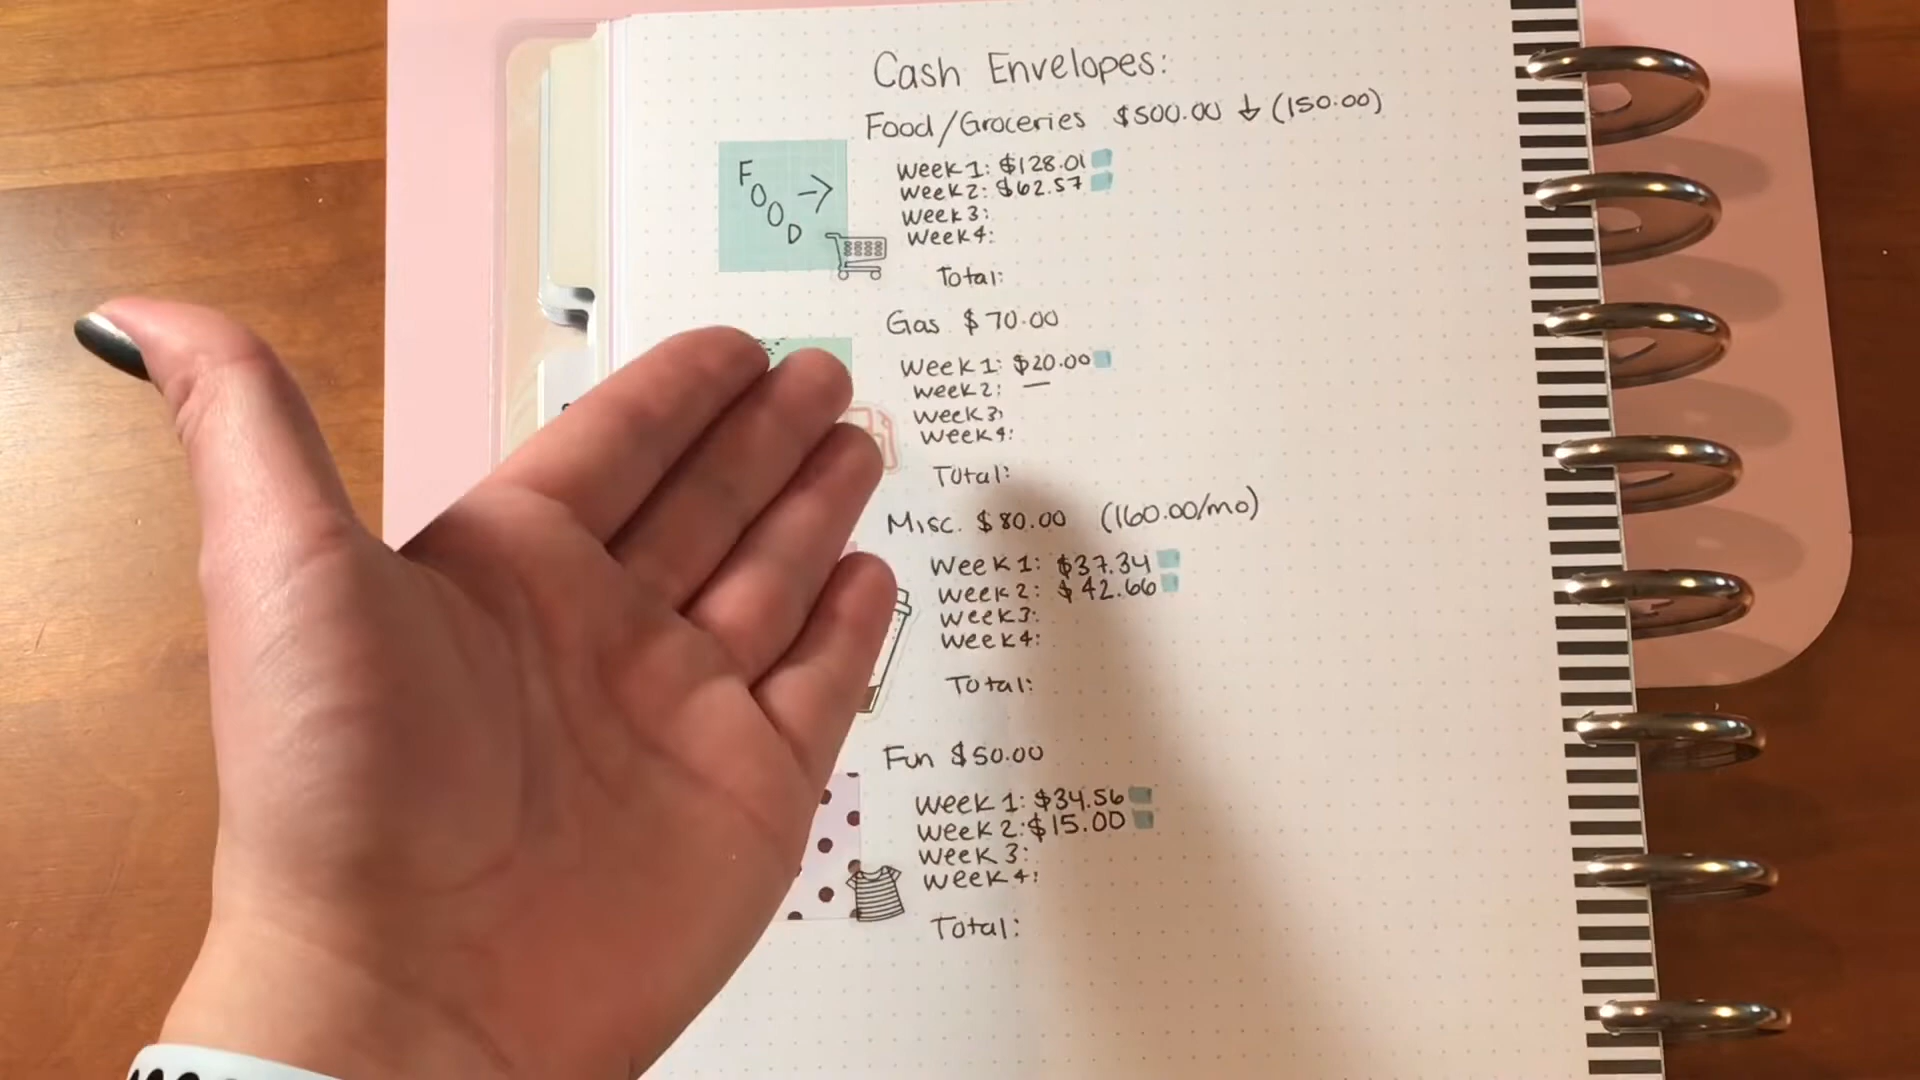 Cash Envelopes:
Food/Groceries $500.00 ↓ (150.00)
FOOD →
Week 1: $128.01
Week 2: $62.57
Week 3:
Week 4:
Total:
Gas $70.00
Week 1: $20.00
Week 2: —
Week 3:
Week 4:
Total:
Misc. $80.00 (160.00/mo)
Week 1: $37.34
Week 2: $42.66
Week 3:
Week 4:
Total:
Fun $50.00
Week 1: $34.56
Week 2: $15.00
Week 3:
Week 4:
Total: